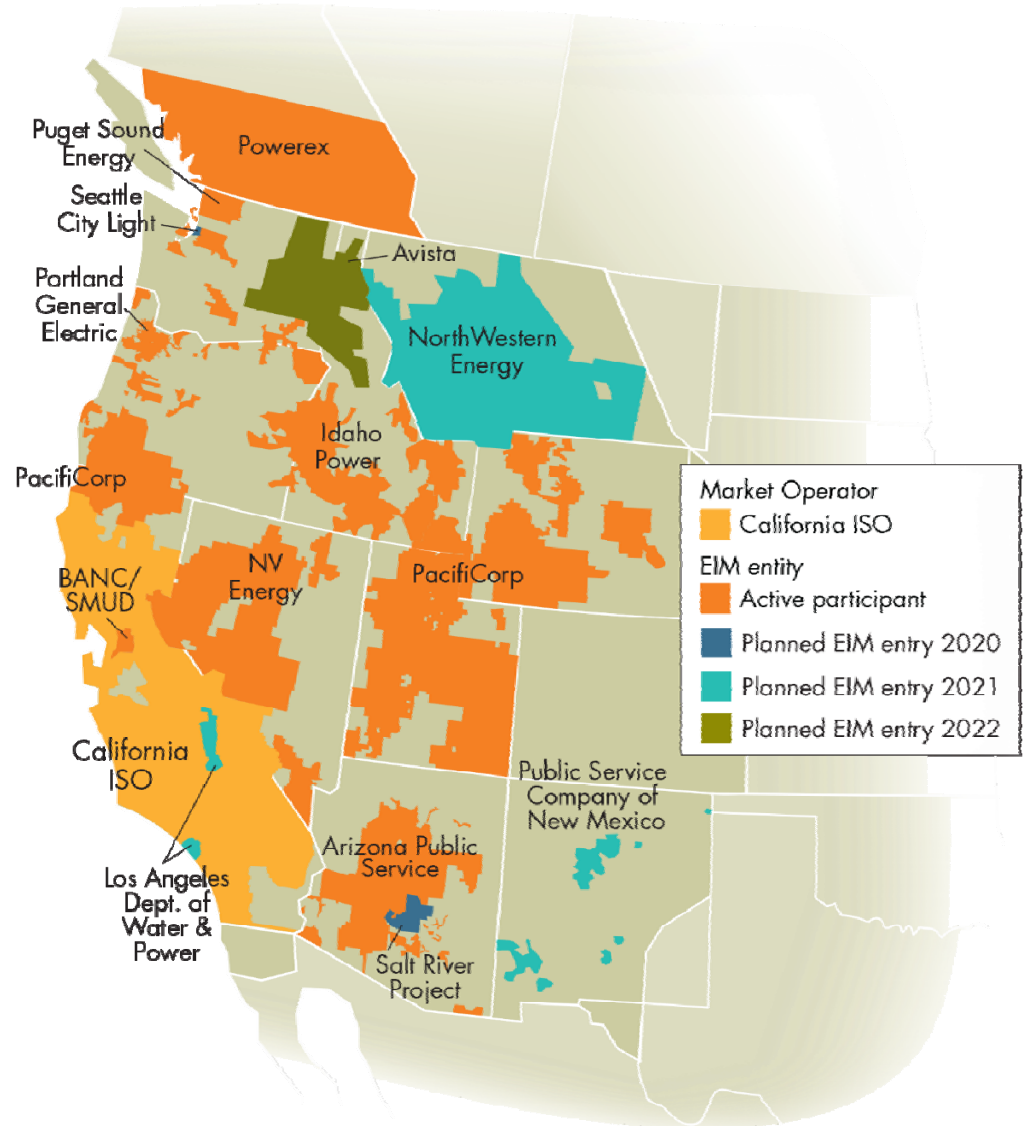 Puget Sound
Energy
Powerex
Seattle
City Light
Avista
Portland
General
Electric
NorthWestern
Energy
Idaho
Power
PacifiCorp
Market Operator
California ISO
EIM entity
Active participant
Planned EIM entry 2020
Planned EIM entry 2021
Planned EIM entry 2022
NV
Energy
PacifiCorp
BANC/
SMUD
California
ISO
Public Service
Company of
New Mexico
Arizona Public
Service
Los Angeles
Dept. of
Water &
Power
Salt River
Project